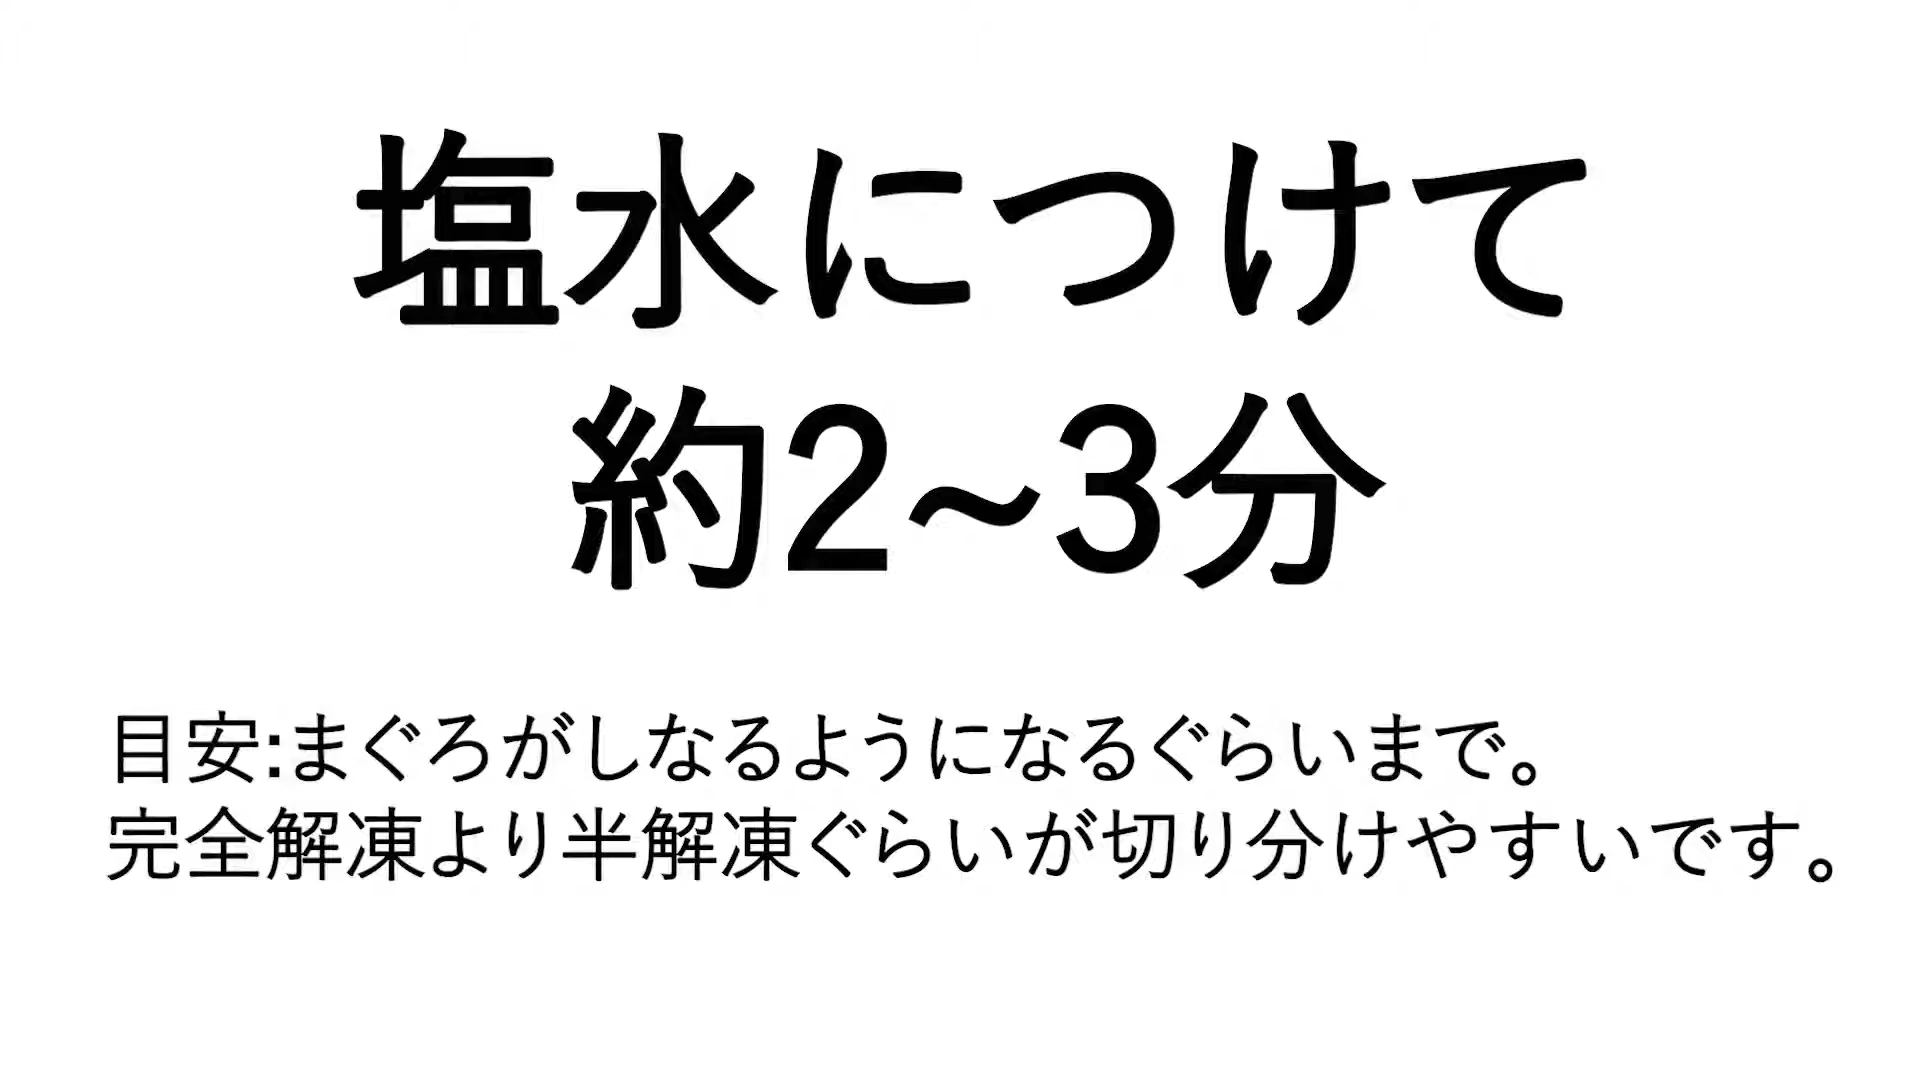 塩水につけて
約2~3分
目安:まぐろがしなるようになるぐらいまで。
完全解凍より半解凍ぐらいが切り分けやすいです。